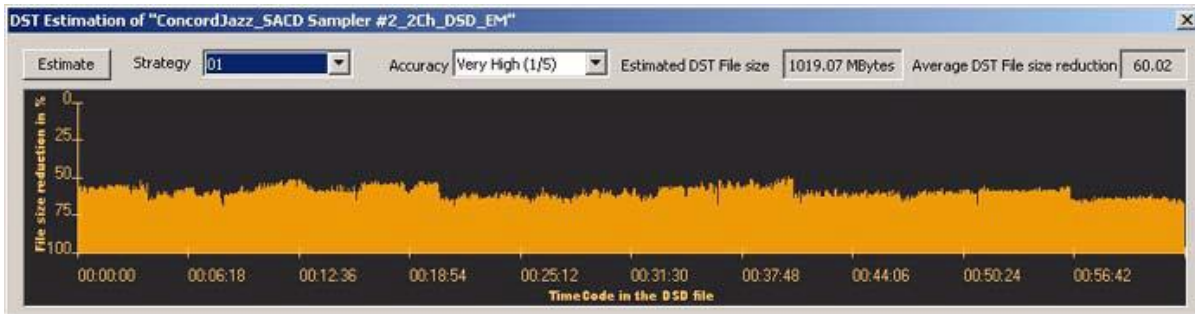 DST Estimation of "ConcordJazz_SACD Sampler #2_2Ch_DSD_EM"
Estimate Strategy 01 Accuracy Very High (1/5) Estimated DST File size 1019.07 MBytes Average DST File size reduction 60.02
File size reduction in %
0
25
50
75
100
00:00:00 00:06:18 00:12:36 00:18:54 00:25:12 00:31:30 00:37:48 00:44:06 00:50:24 00:56:42
TimeCode in the DSD file